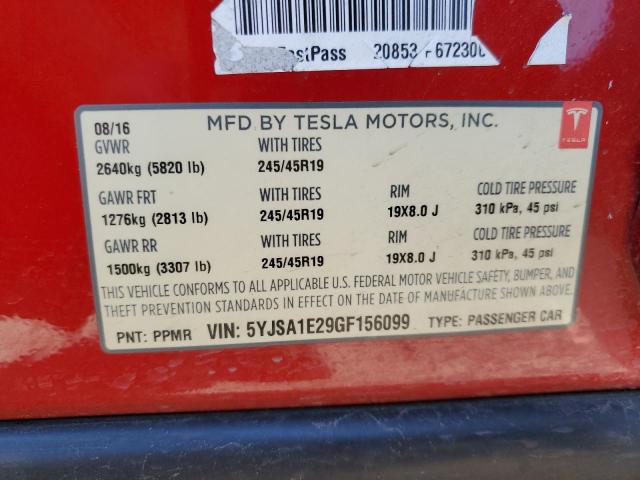 stPass 20853
08/16 MFD BY TESLA MOTORS, INC.
TESLA
GVWR WITH TIRES
2640kg (5820 lb) 245/45R19
GAWR FRT WITH TIRES RIM COLD TIRE PRESSURE
1276kg (2813 lb) 245/45R19 19X8.0 J 310 kPa, 45 psi
GAWR RR WITH TIRES RIM COLD TIRE PRESSURE
1500kg (3307 lb) 245/45R19 19X8.0 J 310 kPa, 45 psi
THIS VEHICLE CONFORMS TO ALL APPLICABLE U.S. FEDERAL MOTOR VEHICLE SAFETY, BUMPER, AND
THEFT PREVENTION STANDARDS IN EFFECT ON THE DATE OF MANUFACTURE SHOWN ABOVE.
PNT: PPMR VIN: 5YJSA1E29GF156099 TYPE: PASSENGER CAR